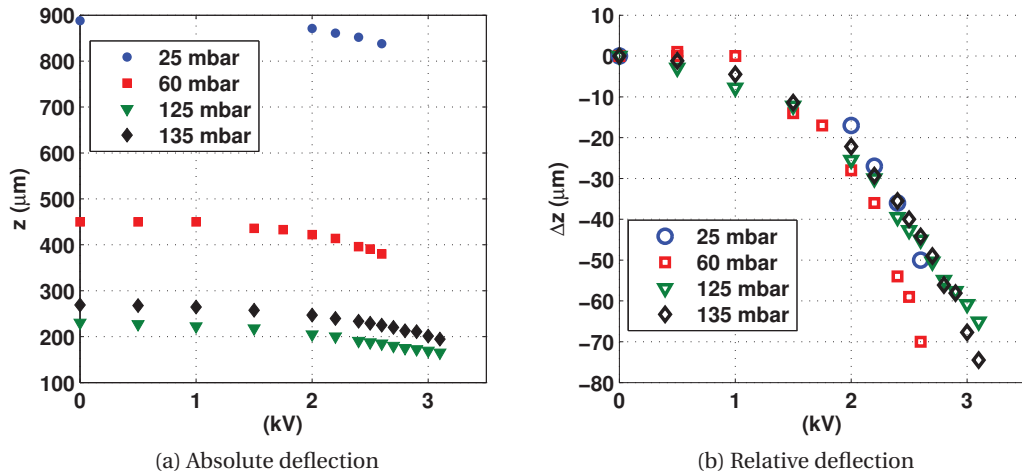 900
800
700
600
500
400
300
200
100
z (μm)
25 mbar
60 mbar
125 mbar
135 mbar
0 1 2 3
(kV)
(a) Absolute deflection
10
0
−10
−20
−30
−40
−50
−60
−70
−80
Δz (μm)
25 mbar
60 mbar
125 mbar
135 mbar
0 1 2 3
(kV)
(b) Relative deflection